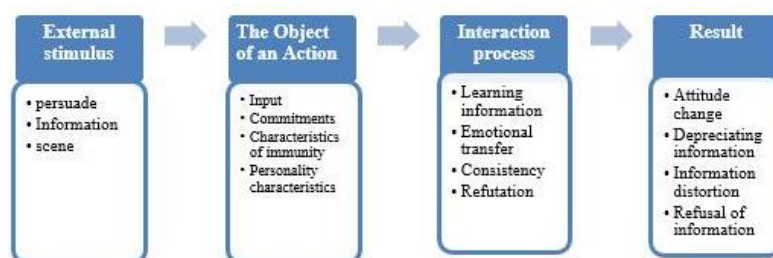 External
stimulus
• persuade
• Information
• scene
The Object
of an Action
• Input
• Commitments
• Characteristics
of immunity
• Personality
characteristics
Interaction
process
• Learning
information
• Emotional
transfer
• Consistency
• Refutation
Result
• Attitude
change
• Depreciating
information
• Information
distortion
• Refusal of
information